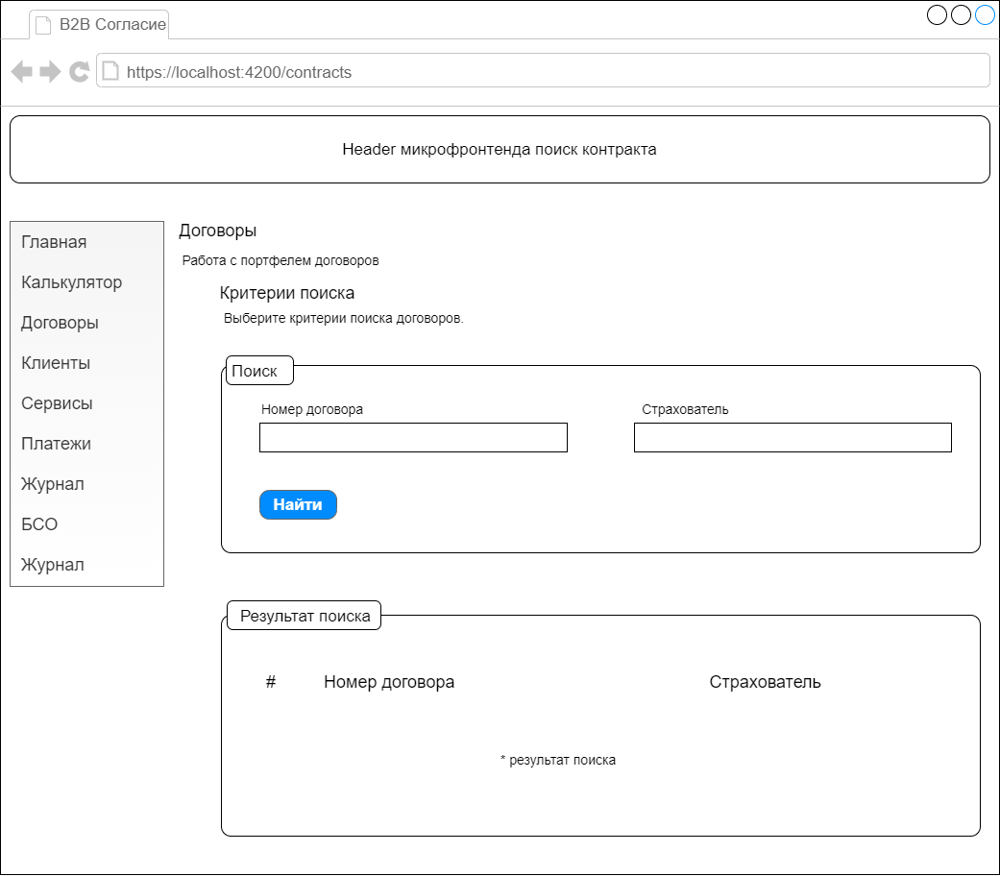 B2B Согласие
https://localhost:4200/contracts
Header микрофронтенда поиск контракта
Главная
Калькулятор
Договоры
Клиенты
Сервисы
Платежи
Журнал
БСО
Журнал
Договоры
Работа с портфелем договоров
Критерии поиска
Выберите критерии поиска договоров.
Поиск
Номер договора
Страхователь
Найти
Результат поиска
# Номер договора Страхователь
* результат поиска